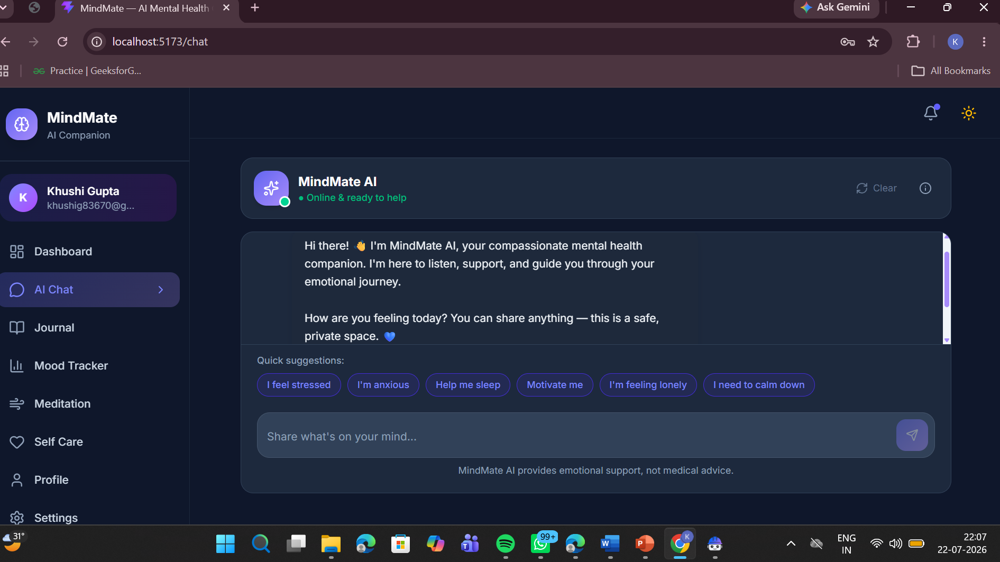 MindMate — AI Mental Health
Ask Gemini
localhost:5173/chat
K
Practice | GeeksforG...
All Bookmarks
MindMate
AI Companion
K
Khushi Gupta
khushig83670@g...
Dashboard
AI Chat
Journal
Mood Tracker
Meditation
Self Care
Profile
Settings
MindMate AI
● Online & ready to help
Clear
Hi there! 👋 I'm MindMate AI, your compassionate mental health
companion. I'm here to listen, support, and guide you through your
emotional journey.
How are you feeling today? You can share anything — this is a safe,
private space. 💙
Quick suggestions:
I feel stressed
I'm anxious
Help me sleep
Motivate me
I'm feeling lonely
I need to calm down
Share what's on your mind...
MindMate AI provides emotional support, not medical advice.
31°
T
99+
W
P
K
ENG
IN
22:07
22-07-2026